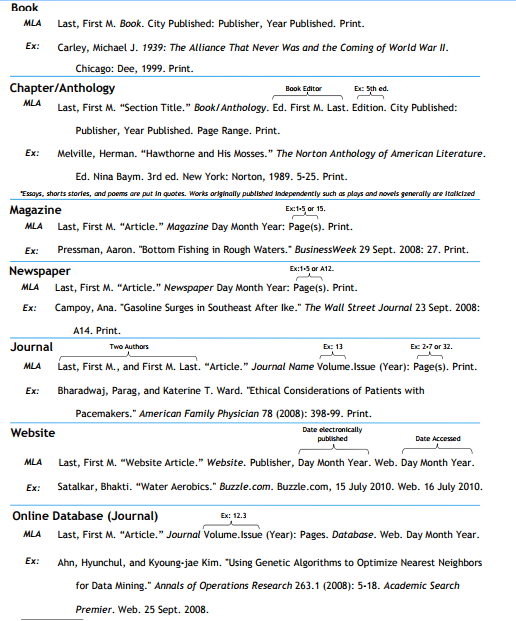 Book
MLA Last, First M. Book. City Published: Publisher, Year Published. Print.
Ex: Carley, Michael J. 1939: The Alliance That Never Was and the Coming of World War II.
Chicago: Dee, 1999. Print.
Chapter/Anthology Book Editor Ex: 5th ed.
MLA Last, First M. “Section Title.” Book/Anthology. Ed. First M. Last. Edition. City Published:
Publisher, Year Published. Page Range. Print.
Ex: Melville, Herman. “Hawthorne and His Mosses.” The Norton Anthology of American Literature.
Ed. Nina Baym. 3rd ed. New York: Norton, 1989. 5-25. Print.
*Essays, shorts stories, and poems are put in quotes. Works originally published independently such as plays and novels generally are italicized
Magazine Ex:1-5 or 15.
MLA Last, First M. “Article.” Magazine Day Month Year: Page(s). Print.
Ex: Pressman, Aaron. "Bottom Fishing in Rough Waters." BusinessWeek 29 Sept. 2008: 27. Print.
Newspaper Ex:1-5 or A12.
MLA Last, First M. “Article.” Newspaper Day Month Year: Page(s). Print.
Ex: Campoy, Ana. "Gasoline Surges in Southeast After Ike." The Wall Street Journal 23 Sept. 2008:
A14. Print.
Journal Two Authors Ex: 13 Ex: 2-7 or 32.
MLA Last, First M., and First M. Last. “Article.” Journal Name Volume.Issue (Year): Page(s). Print.
Ex: Bharadwaj, Parag, and Katerine T. Ward. "Ethical Considerations of Patients with
Pacemakers." American Family Physician 78 (2008): 398-99. Print.
Website Date electronically
published Date Accessed
MLA Last, First M. “Website Article.” Website. Publisher, Day Month Year. Web. Day Month Year.
Ex: Satalkar, Bhakti. “Water Aerobics." Buzzle.com. Buzzle.com, 15 July 2010. Web. 16 July 2010.
Online Database (Journal) Ex: 12.3
MLA Last, First M. “Article.” Journal Volume.Issue (Year): Pages. Database. Web. Day Month Year.
Ex: Ahn, Hyunchul, and Kyoung-jae Kim. "Using Genetic Algorithms to Optimize Nearest Neighbors
for Data Mining." Annals of Operations Research 263.1 (2008): 5-18. Academic Search
Premier. Web. 25 Sept. 2008.